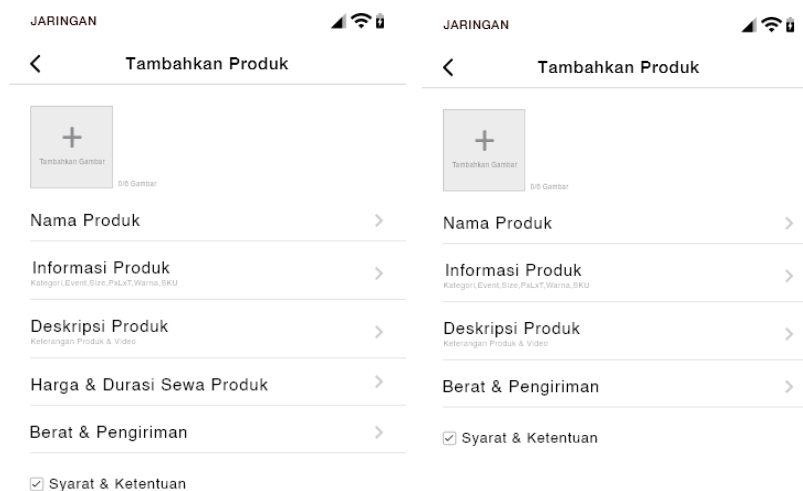 JARINGAN
Tambahkan Produk
Tambahkan Gambar
0/6 Gambar
Nama Produk
Informasi Produk
Kategori,Event,Size,PxLxT,Warna,SKU
Deskripsi Produk
Keterangan Produk & Video
Harga & Durasi Sewa Produk
Berat & Pengiriman
Syarat & Ketentuan
JARINGAN
Tambahkan Produk
Tambahkan Gambar
0/6 Gambar
Nama Produk
Informasi Produk
Kategori,Event,Size,PxLxT,Warna,SKU
Deskripsi Produk
Keterangan Produk & Video
Berat & Pengiriman
Syarat & Ketentuan